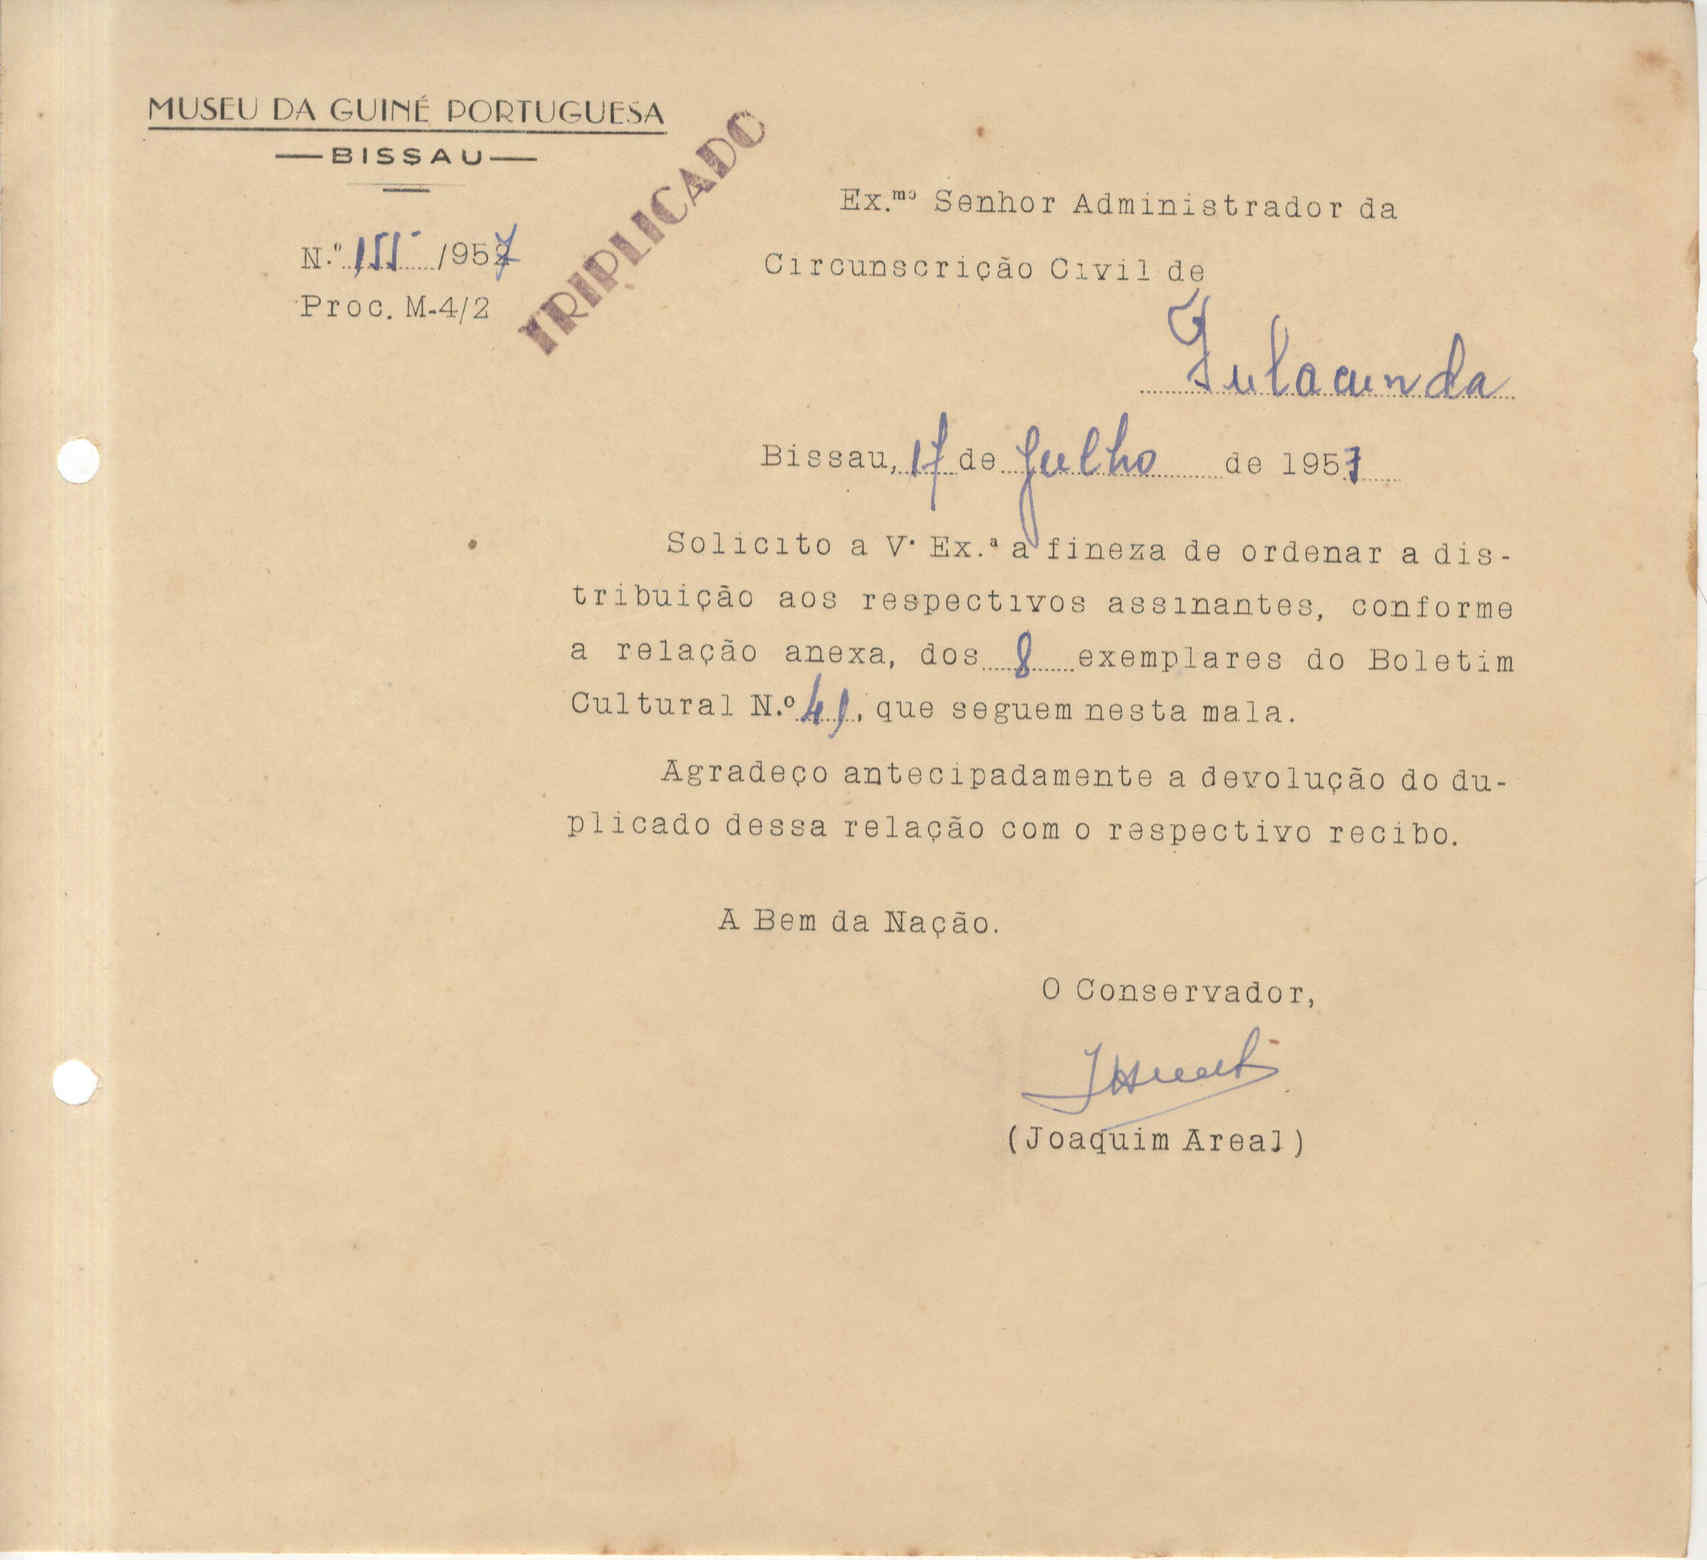 MUSEU DA GUINÉ PORTUGUESA
—BISSAU—
TRIPLICADO
N.º 155 /957
Proc. M-4/2
Ex.mo Senhor Administrador da
Circunscrição Civil de
Fulacunda
Bissau, 17 de Julho de 1957
Solicito a V. Ex.ª a fineza de ordenar a dis-
tribuição aos respectivos assinantes, conforme
a relação anexa, dos 8 exemplares do Boletim
Cultural N.º 41, que seguem nesta mala.
Agradeço antecipadamente a devolução do du-
plicado dessa relação com o respectivo recibo.
A Bem da Nação.
O Conservador,
(Joaquim Areal)